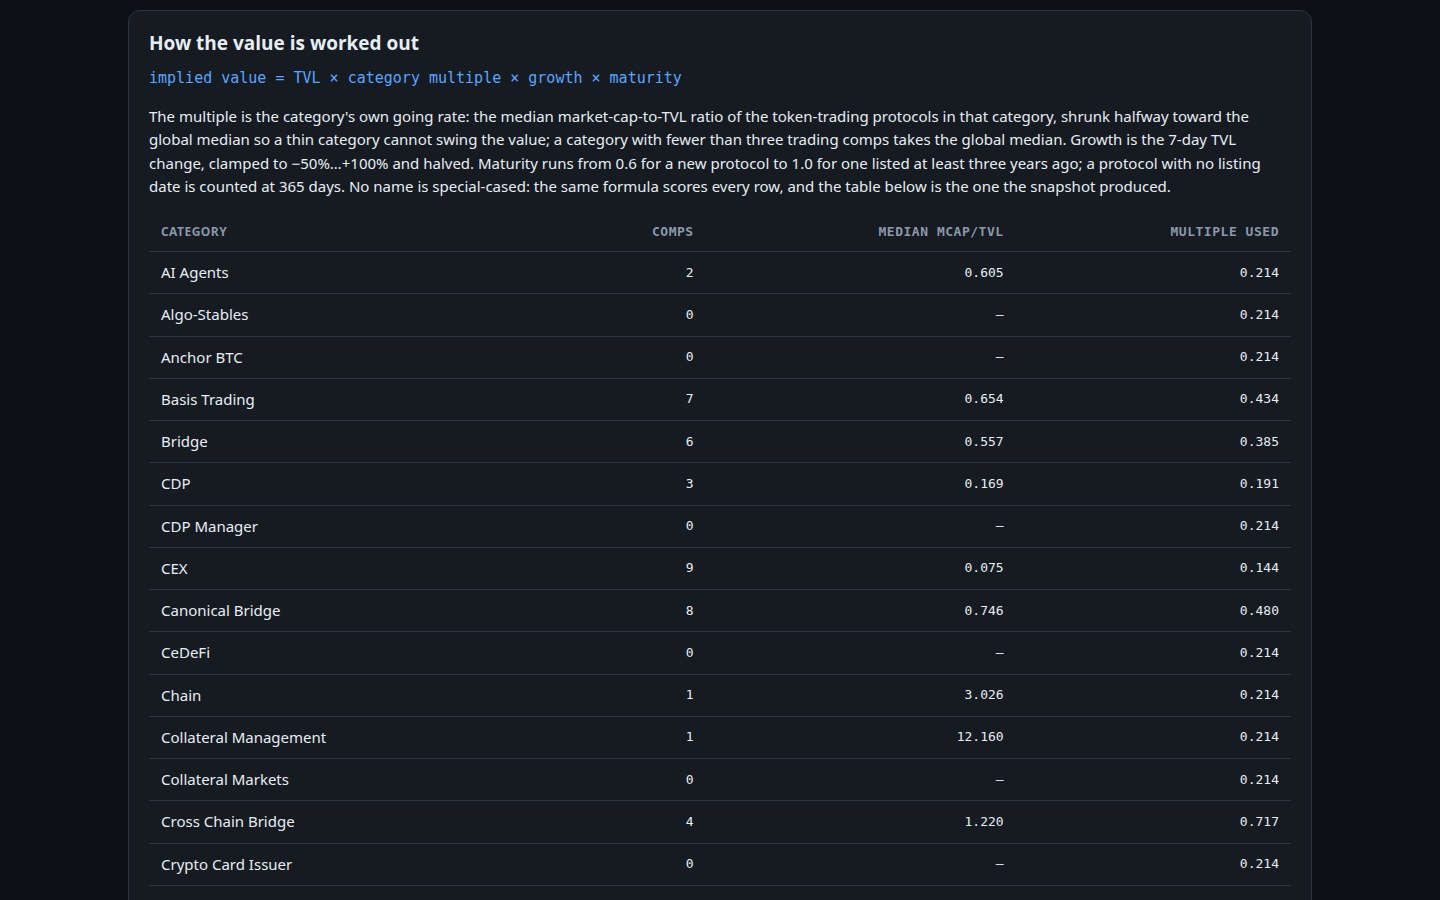 How the value is worked out
implied value = TVL × category multiple × growth × maturity
The multiple is the category's own going rate: the median market-cap-to-TVL ratio of the token-trading protocols in that category, shrunk halfway toward the
global median so a thin category cannot swing the value; a category with fewer than three trading comps takes the global median. Growth is the 7-day TVL
change, clamped to −50%…+100% and halved. Maturity runs from 0.6 for a new protocol to 1.0 for one listed at least three years ago; a protocol with no listing
date is counted at 365 days. No name is special-cased: the same formula scores every row, and the table below is the one the snapshot produced.
CATEGORY COMPS MEDIAN MCAP/TVL MULTIPLE USED
AI Agents 2 0.605 0.214
Algo-Stables 0 — 0.214
Anchor BTC 0 — 0.214
Basis Trading 7 0.654 0.434
Bridge 6 0.557 0.385
CDP 3 0.169 0.191
CDP Manager 0 — 0.214
CEX 9 0.075 0.144
Canonical Bridge 8 0.746 0.480
CeDeFi 0 — 0.214
Chain 1 3.026 0.214
Collateral Management 1 12.160 0.214
Collateral Markets 0 — 0.214
Cross Chain Bridge 4 1.220 0.717
Crypto Card Issuer 0 — 0.214